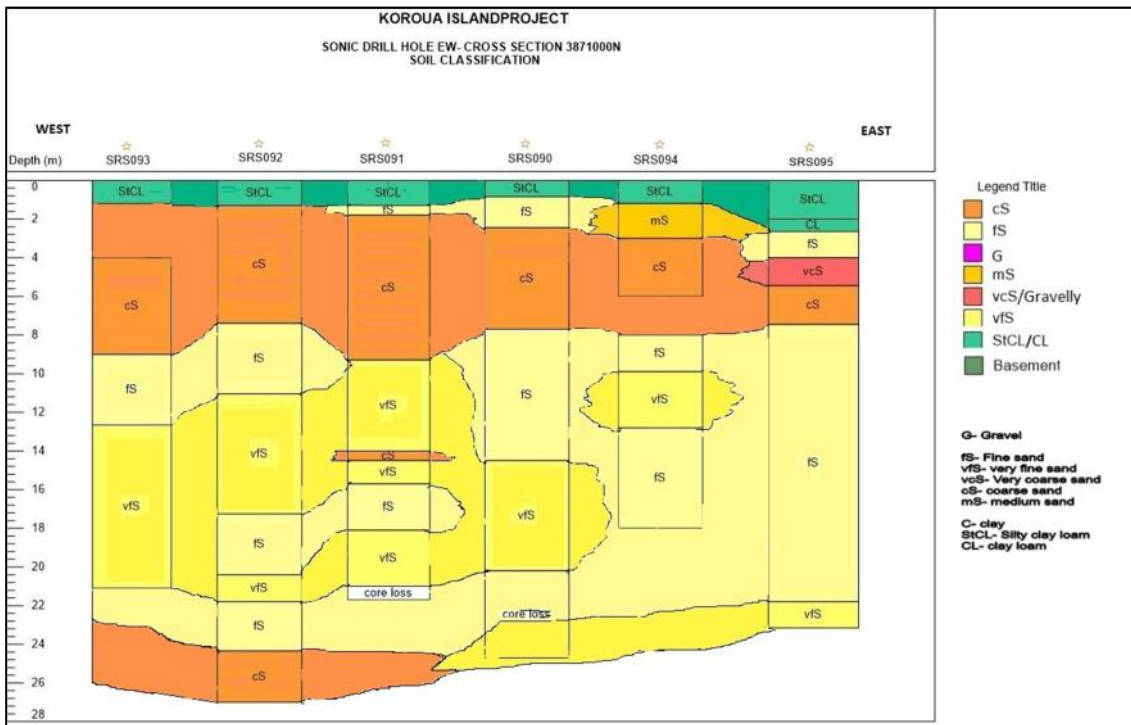 KOROUA ISLANDPROJECT
SONIC DRILL HOLE EW- CROSS SECTION 3871000N
SOIL CLASSIFICATION
WEST
EAST
Depth (m)
SRS093
SRS092
SRS091
SRS090
SRS094
SRS095
0
2
4
6
8
10
12
14
16
18
20
22
24
26
28
StCL
cS
fS
vfS
StCL
cS
fS
vfS
fS
vfS
fS
cS
StCL
fS
cS
vfS
cS
vfS
fS
vfS
core loss
StCL
fS
cS
fS
vfS
core loss
StCL
mS
cS
fS
vfS
fS
StCL
CL
fS
vcS
cS
fS
vfS
Legend Title
cS
fS
G
mS
vcS/Gravelly
vfS
StCL/CL
Basement
G- Gravel
fS- Fine sand
vfS- very fine sand
vcS- Very coarse sand
cS- coarse sand
mS- medium sand
C- clay
StCL- Silty clay loam
CL- clay loam